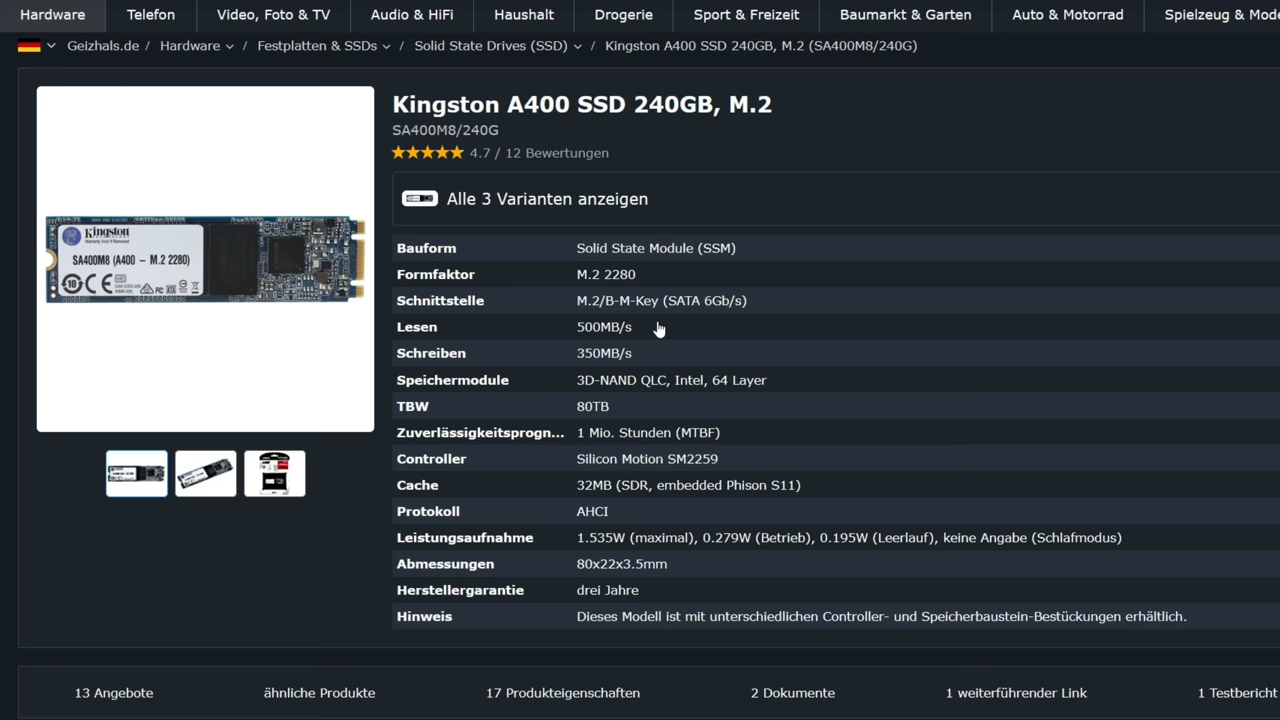 Hardware Telefon Video, Foto & TV Audio & HiFi Haushalt Drogerie Sport & Freizeit Baumarkt & Garten Auto & Motorrad Spielzeug & Mode
Geizhals.de / Hardware / Festplatten & SSDs / Solid State Drives (SSD) / Kingston A400 SSD 240GB, M.2 (SA400M8/240G)
Kingston
Warranty Void If Removed
SA400M8 (A400 – M.2 2280)
Kingston A400 SSD 240GB, M.2
SA400M8/240G
4.7 / 12 Bewertungen
Alle 3 Varianten anzeigen
Bauform Solid State Module (SSM)
Formfaktor M.2 2280
Schnittstelle M.2/B-M-Key (SATA 6Gb/s)
Lesen 500MB/s
Schreiben 350MB/s
Speichermodule 3D-NAND QLC, Intel, 64 Layer
TBW 80TB
Zuverlässigkeitsprogn... 1 Mio. Stunden (MTBF)
Controller Silicon Motion SM2259
Cache 32MB (SDR, embedded Phison S11)
Protokoll AHCI
Leistungsaufnahme 1.535W (maximal), 0.279W (Betrieb), 0.195W (Leerlauf), keine Angabe (Schlafmodus)
Abmessungen 80x22x3.5mm
Herstellergarantie drei Jahre
Hinweis Dieses Modell ist mit unterschiedlichen Controller- und Speicherbaustein-Bestückungen erhältlich.
13 Angebote ähnliche Produkte 17 Produkteigenschaften 2 Dokumente 1 weiterführender Link 1 Testbericht